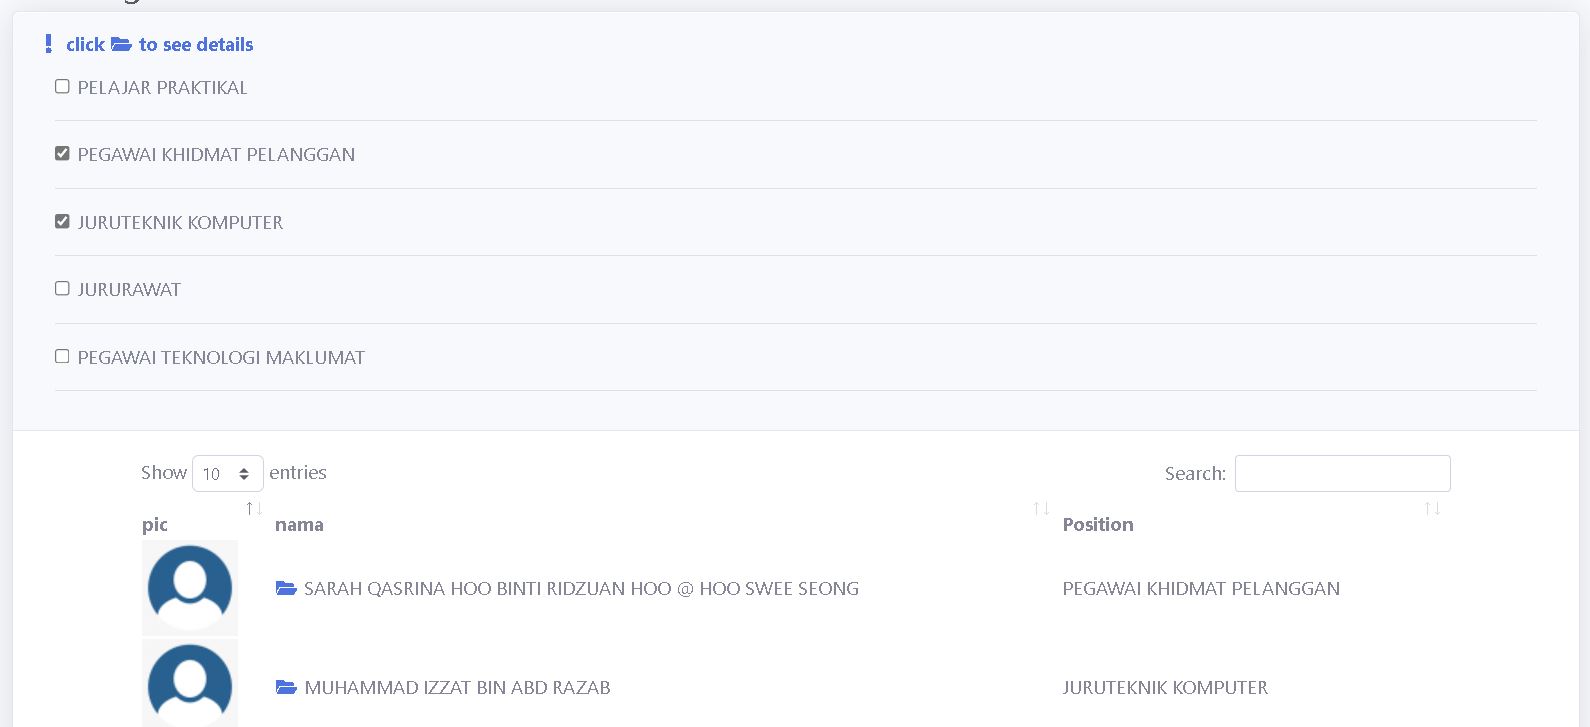 click to see details
PELAJAR PRAKTIKAL
PEGAWAI KHIDMAT PELANGGAN
JURUTEKNIK KOMPUTER
JURURAWAT
PEGAWAI TEKNOLOGI MAKLUMAT
Show 10 entries Search:
pic nama Position
SARAH QASRINA HOO BINTI RIDZUAN HOO @ HOO SWEE SEONG PEGAWAI KHIDMAT PELANGGAN
MUHAMMAD IZZAT BIN ABD RAZAB JURUTEKNIK KOMPUTER